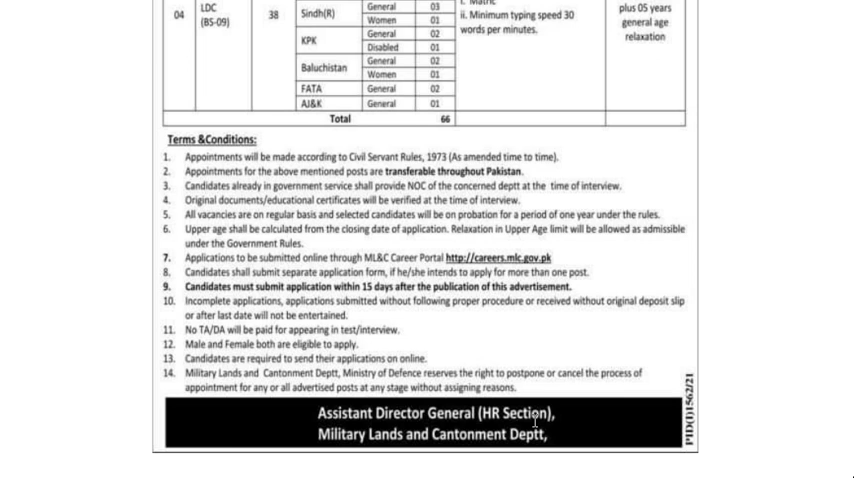 General 03 i. Matric
04 LDC (BS-09) 38 Sindh(R) Women 01 ii. Minimum typing speed 30 words per minutes. plus 05 years general age relaxation
KPK General 02
Disabled 01
Baluchistan General 02
Women 01
FATA General 02
AJ&K General 01
Total 66
Terms &Conditions:
1. Appointments will be made according to Civil Servant Rules, 1973 (As amended time to time).
2. Appointments for the above mentioned posts are transferable throughout Pakistan.
3. Candidates already in government service shall provide NOC of the concerned deptt at the time of interview.
4. Original documents/educational certificates will be verified at the time of interview.
5. All vacancies are on regular basis and selected candidates will be on probation for a period of one year under the rules.
6. Upper age shall be calculated from the closing date of application. Relaxation in Upper Age limit will be allowed as admissible
under the Government Rules.
7. Applications to be submitted online through ML&C Career Portal http://careers.mlc.gov.pk
8. Candidates shall submit separate application form, if he/she intends to apply for more than one post.
9. Candidates must submit application within 15 days after the publication of this advertisement.
10. Incomplete applications, applications submitted without following proper procedure or received without original deposit slip
or after last date will not be entertained.
11. No TA/DA will be paid for appearing in test/interview.
12. Male and Female both are eligible to apply.
13. Candidates are required to send their applications on online.
14. Military Lands and Cantonment Deptt, Ministry of Defence reserves the right to postpone or cancel the process of
appointment for any or all advertised posts at any stage without assigning reasons.
Assistant Director General (HR Section),
Military Lands and Cantonment Deptt,
PID(I)1562/21